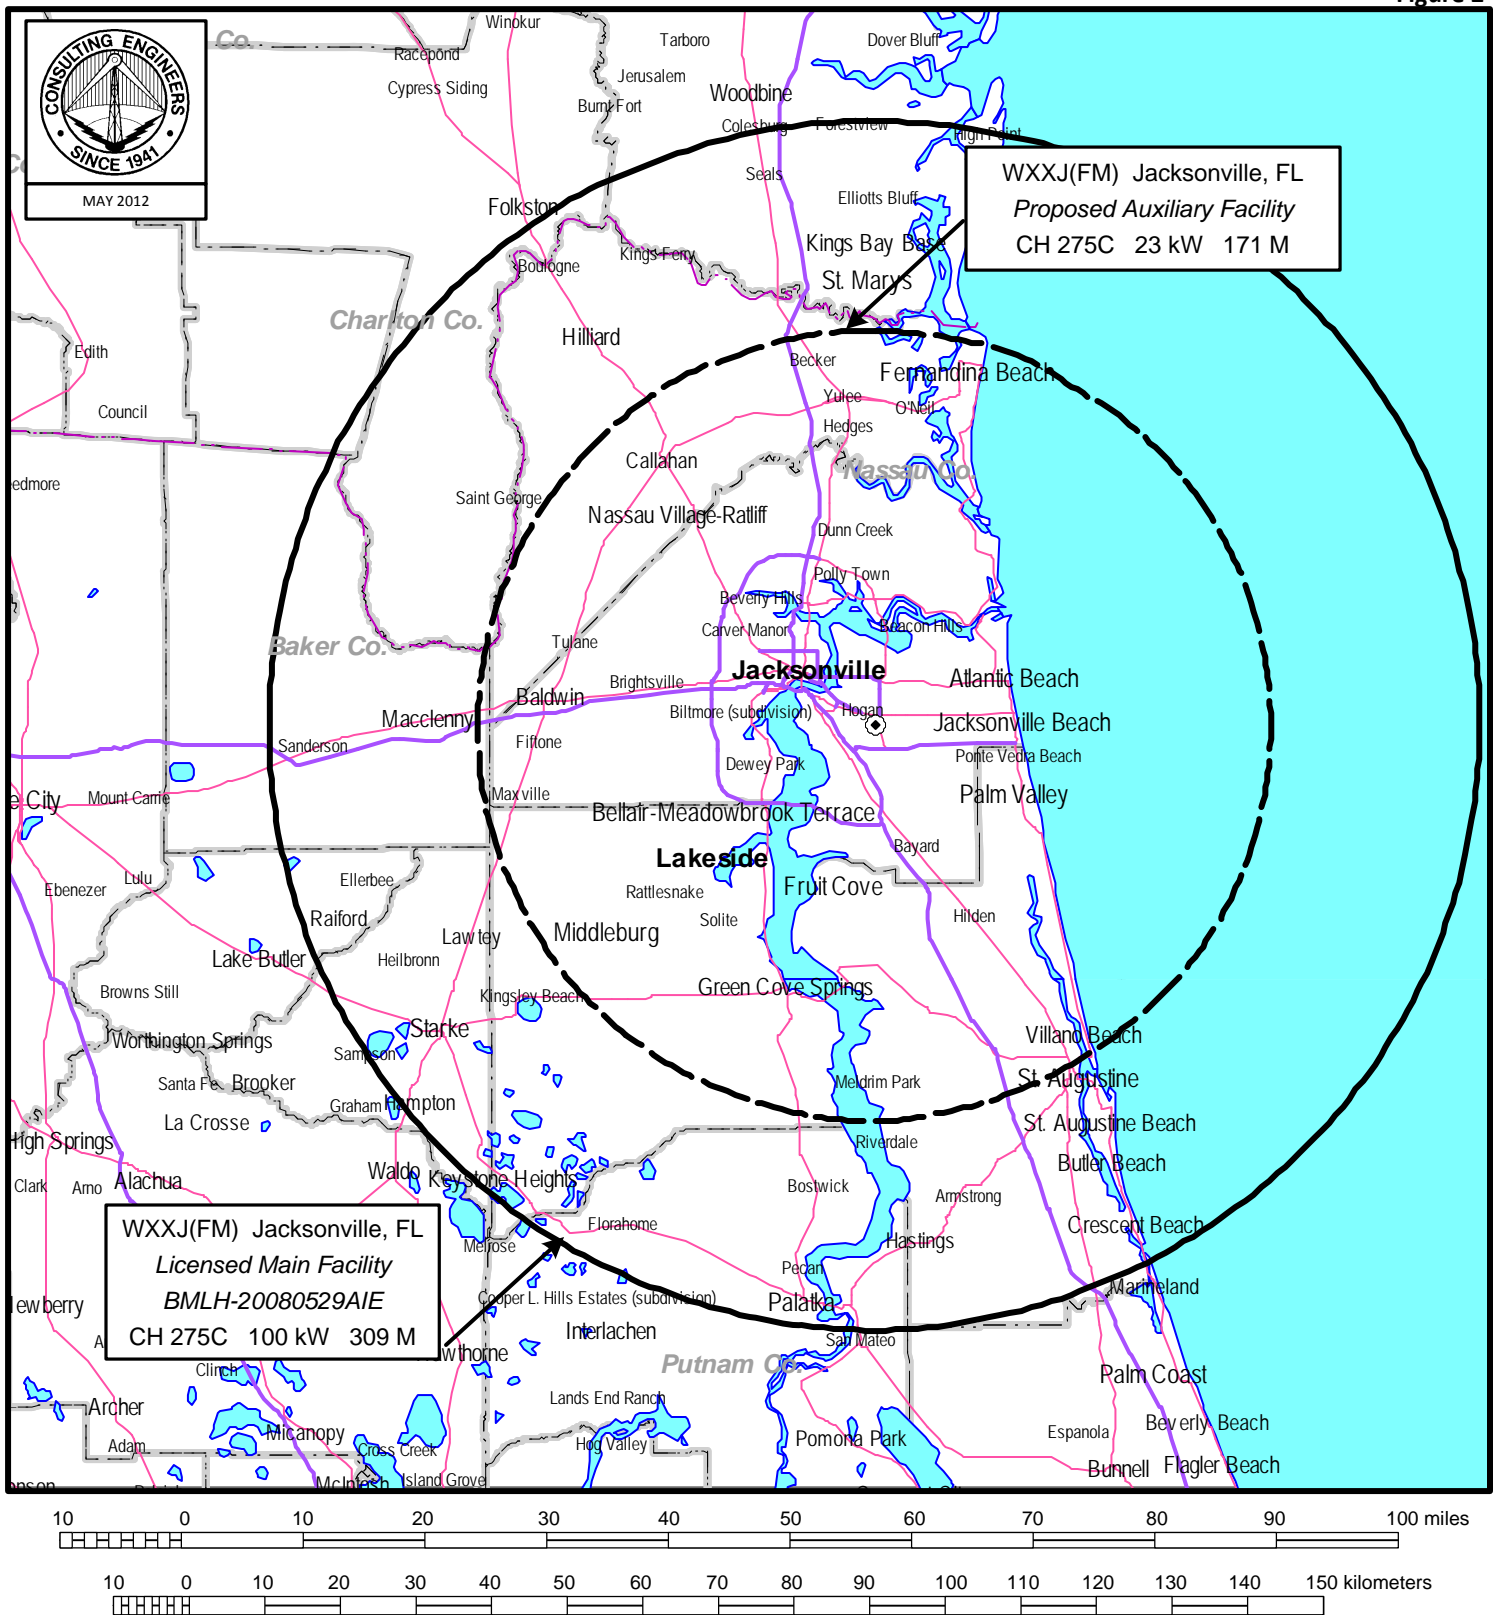 CONSULTING ENGINEERS
SINCE 1941
MAY 2012
Co.
Winokur
Racepond
Cypress Siding
Tarboro
Dover Bluff
Jerusalem
Burnt Fort
Woodbine
Colesburg
Forestview
High Point
Seals
Elliotts Bluff
WXXJ(FM) Jacksonville, FL
Proposed Auxiliary Facility
CH 275C 23 kW 171 M
Folkston
Kings Bay Base
Kings Ferry
Boulogne
St. Marys
Charlton Co.
Hilliard
Edith
Becker
Fernandina Beach
Council
Yulee
O'Neil
Hedges
Callahan
Nassau Co.
edmore
Saint George
Nassau Village-Ratliff
Dunn Creek
Polly Town
Beverly Hills
Carver Manor
Beacon Hills
Baker Co.
Tulane
Jacksonville
Brightsville
Atlantic Beach
Baldwin
Macclenny
Biltmore (subdivision)
Hogan
Jacksonville Beach
Sanderson
Fiftone
Ponte Vedra Beach
Dewey Park
e City
Mount Carrie
Maxville
Palm Valley
Bellair-Meadowbrook Terrace
Bayard
Lakeside
Lulu
Ebenezer
Ellerbee
Rattlesnake
Fruit Cove
Raiford
Solite
Hilden
Lawtey
Middleburg
Lake Butler
Heilbronn
Browns Still
Kingsley Beach
Green Cove Springs
Starke
Villano Beach
Worthington Springs
Sampson
Santa Fe
Brooker
Meldrim Park
St. Augustine
Graham
Hampton
La Crosse
St. Augustine Beach
High Springs
Riverdale
Butler Beach
Waldo
Keystone Heights
Clark
Arno
Alachua
Bostwick
Armstrong
WXXJ(FM) Jacksonville, FL
Licensed Main Facility
BMLH-20080529AIE
CH 275C 100 kW 309 M
Florahome
Crescent Beach
Melrose
Hastings
Pecan
Marineland
Cooper L. Hills Estates (subdivision)
Palatka
ewberry
Interlachen
San Mateo
wthorne
Putnam Co.
Clinch
Palm Coast
Lands End Ranch
Archer
Micanopy
Beverly Beach
Espanola
Adam
Cross Creek
Hog Valley
Pomona Park
Bunnell
Flagler Beach
McIntosh
Island Grove
10 0 10 20 30 40 50 60 70 80 90 100 miles
10 0 10 20 30 40 50 60 70 80 90 100 110 120 130 140 150 kilometers